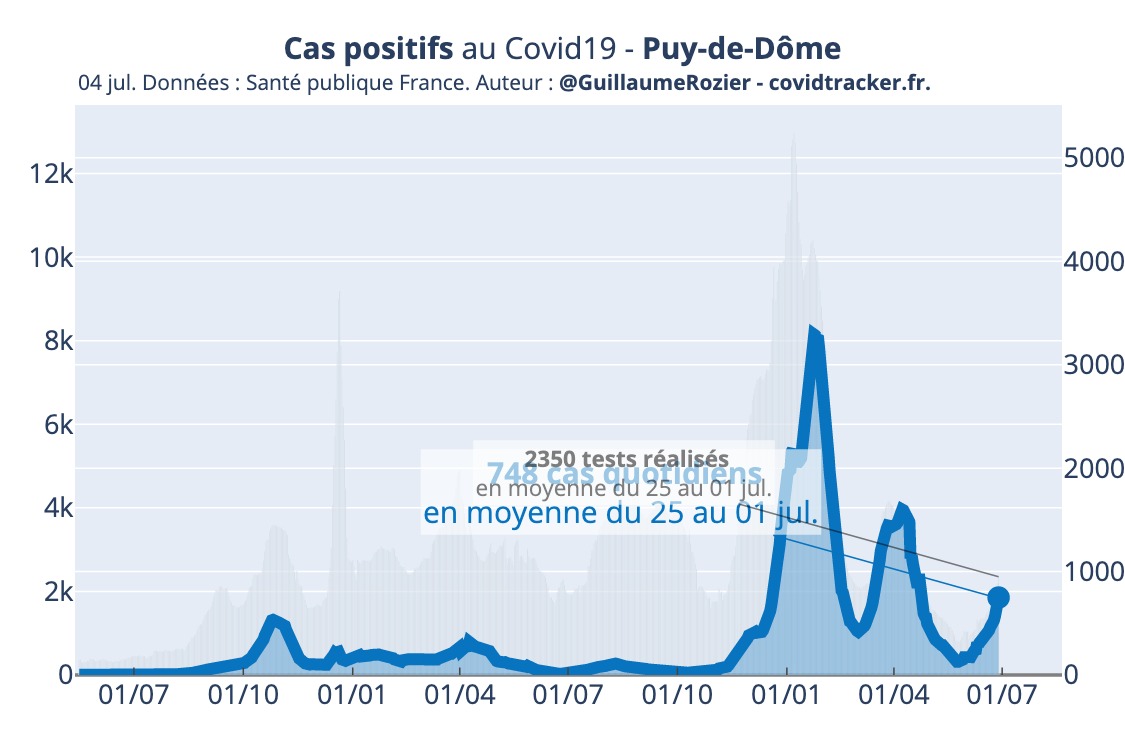 Cas positifs au Covid19 - Puy-de-Dôme
04 jul. Données : Santé publique France. Auteur : @GuillaumeRozier - covidtracker.fr.
12k
10k
8k
6k
4k
2k
0
5000
4000
3000
2000
1000
0
2350 tests réalisés
en moyenne du 25 au 01 jul.
748 cas quotidiens
en moyenne du 25 au 01 jul.
01/07
01/10
01/01
01/04
01/07
01/10
01/01
01/04
01/07